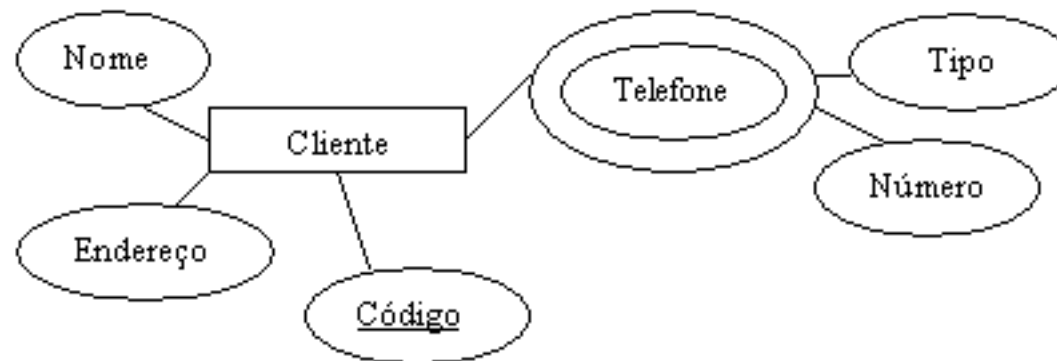 Nome
Telefone
Tipo
Cliente
Número
Endereço
Código